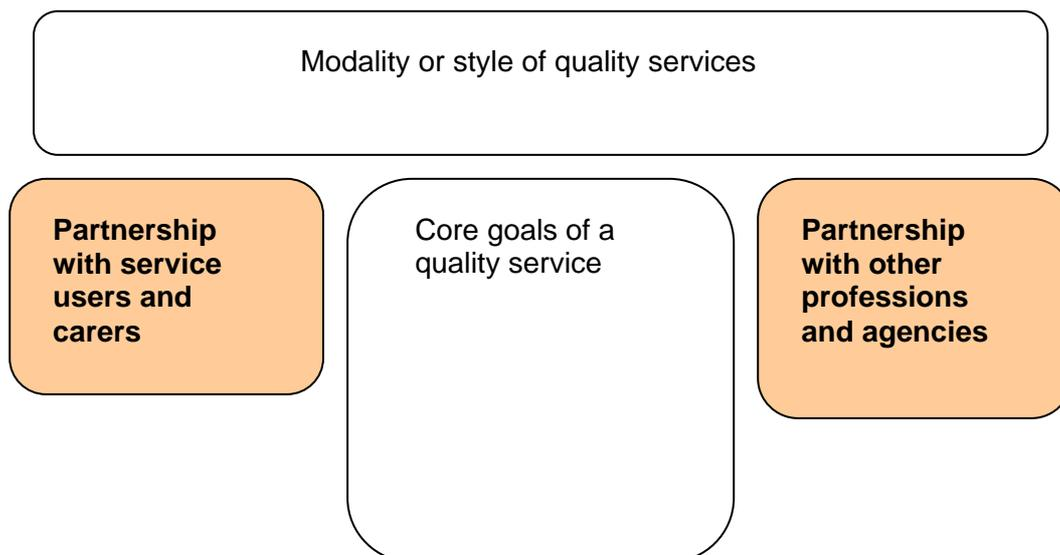 Modality or style of quality services
Partnership
with service
users and
carers
Core goals of a
quality service
Partnership
with other
professions
and agencies